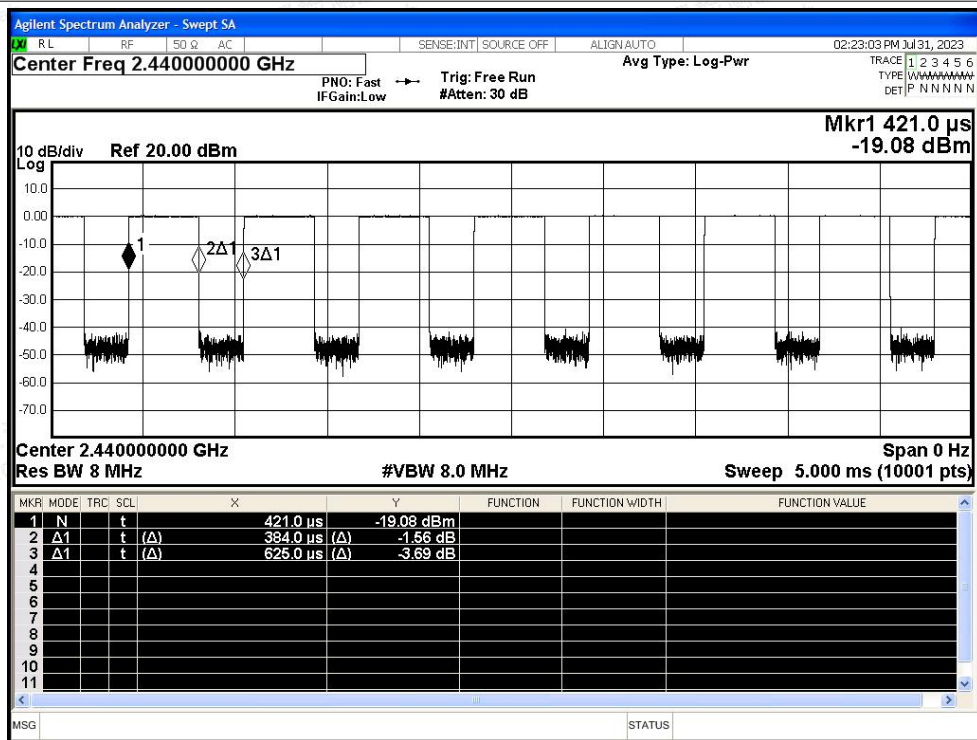 Agilent Spectrum Analyzer - Swept SA
LXI RL RF 50 Ω AC SENSE:INT SOURCE OFF ALIGN AUTO 02:23:03 PM Jul 31, 2023
Center Freq 2.440000000 GHz Avg Type: Log-Pwr TRACE 1 2 3 4 5 6
PNO: Fast Trig: Free Run TYPE WWWWWW
IFGain:Low #Atten: 30 dB DET P N N N N N
Mkr1 421.0 µs
10 dB/div Ref 20.00 dBm -19.08 dBm
Log
10.0
0.00
-10.0
1 2Δ1 3Δ1
-20.0
-30.0
-40.0
-50.0
-60.0
-70.0
Center 2.440000000 GHz Span 0 Hz
Res BW 8 MHz #VBW 8.0 MHz Sweep 5.000 ms (10001 pts)
MKR MODE TRC SCL X Y FUNCTION FUNCTION WIDTH FUNCTION VALUE
1 N t 421.0 µs -19.08 dBm
2 Δ1 t (Δ) 384.0 µs (Δ) -1.56 dB
3 Δ1 t (Δ) 625.0 µs (Δ) -3.69 dB
4
5
6
7
8
9
10
11
MSG STATUS